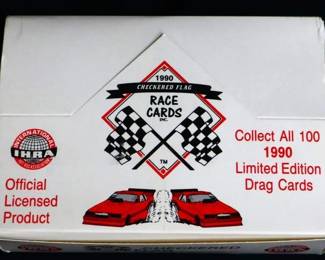 1990
CHECKERED FLAG
RACE
CARDS
INC.
TM
INTERNATIONAL
IHRA
Official
Licensed
Product
Collect All 100
1990
Limited Edition
Drag Cards
CHECKERED